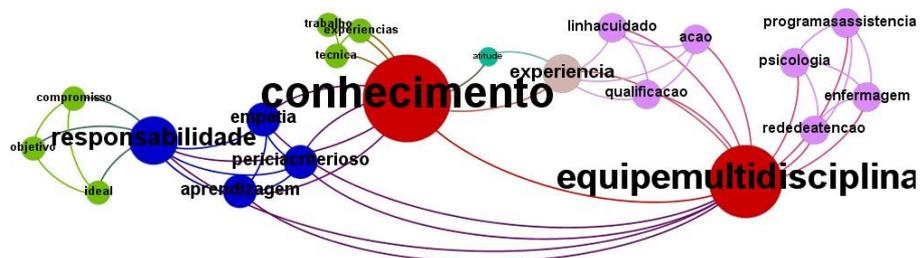 trabalho
experiencias
tecnica
linhacuidado
acao
programasassistencia
atitude
experiencia
psicologia
compromisso
conhecimento
qualificacao
enfermagem
empatia
responsabilidade
rededeatencao
objetivo
periciacriterioso
equipemultidisciplina
ideal
aprendizagem